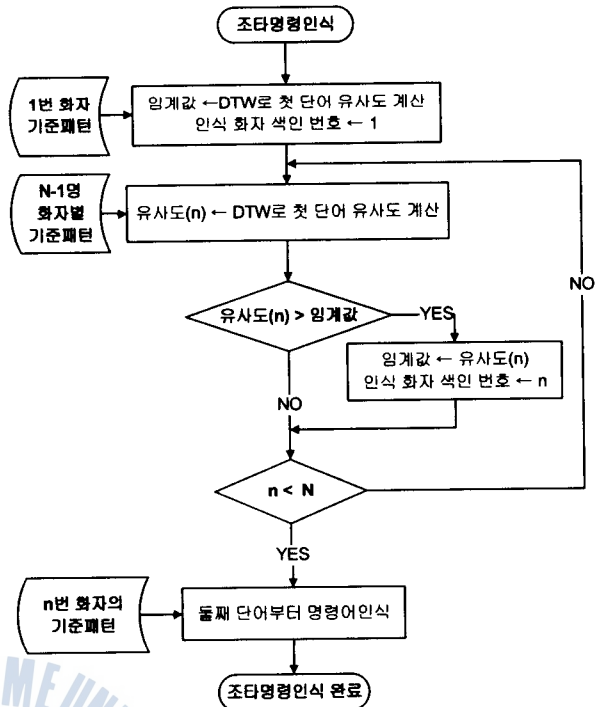 조타명령인식
1번 화자
기준패턴
임계값 ←DTW로 첫 단어 유사도 계산
인식 화자 색인 번호 ← 1
N-1명
화자별
기준패턴
유사도(n) ← DTW로 첫 단어 유사도 계산
NO
유사도(n) > 임계값
YES
임계값 ← 유사도(n)
인식 화자 색인 번호 ← n
NO
n < N
YES
n번 화자의
기준패턴
둘째 단어부터 명령어인식
조타명령인식 완료